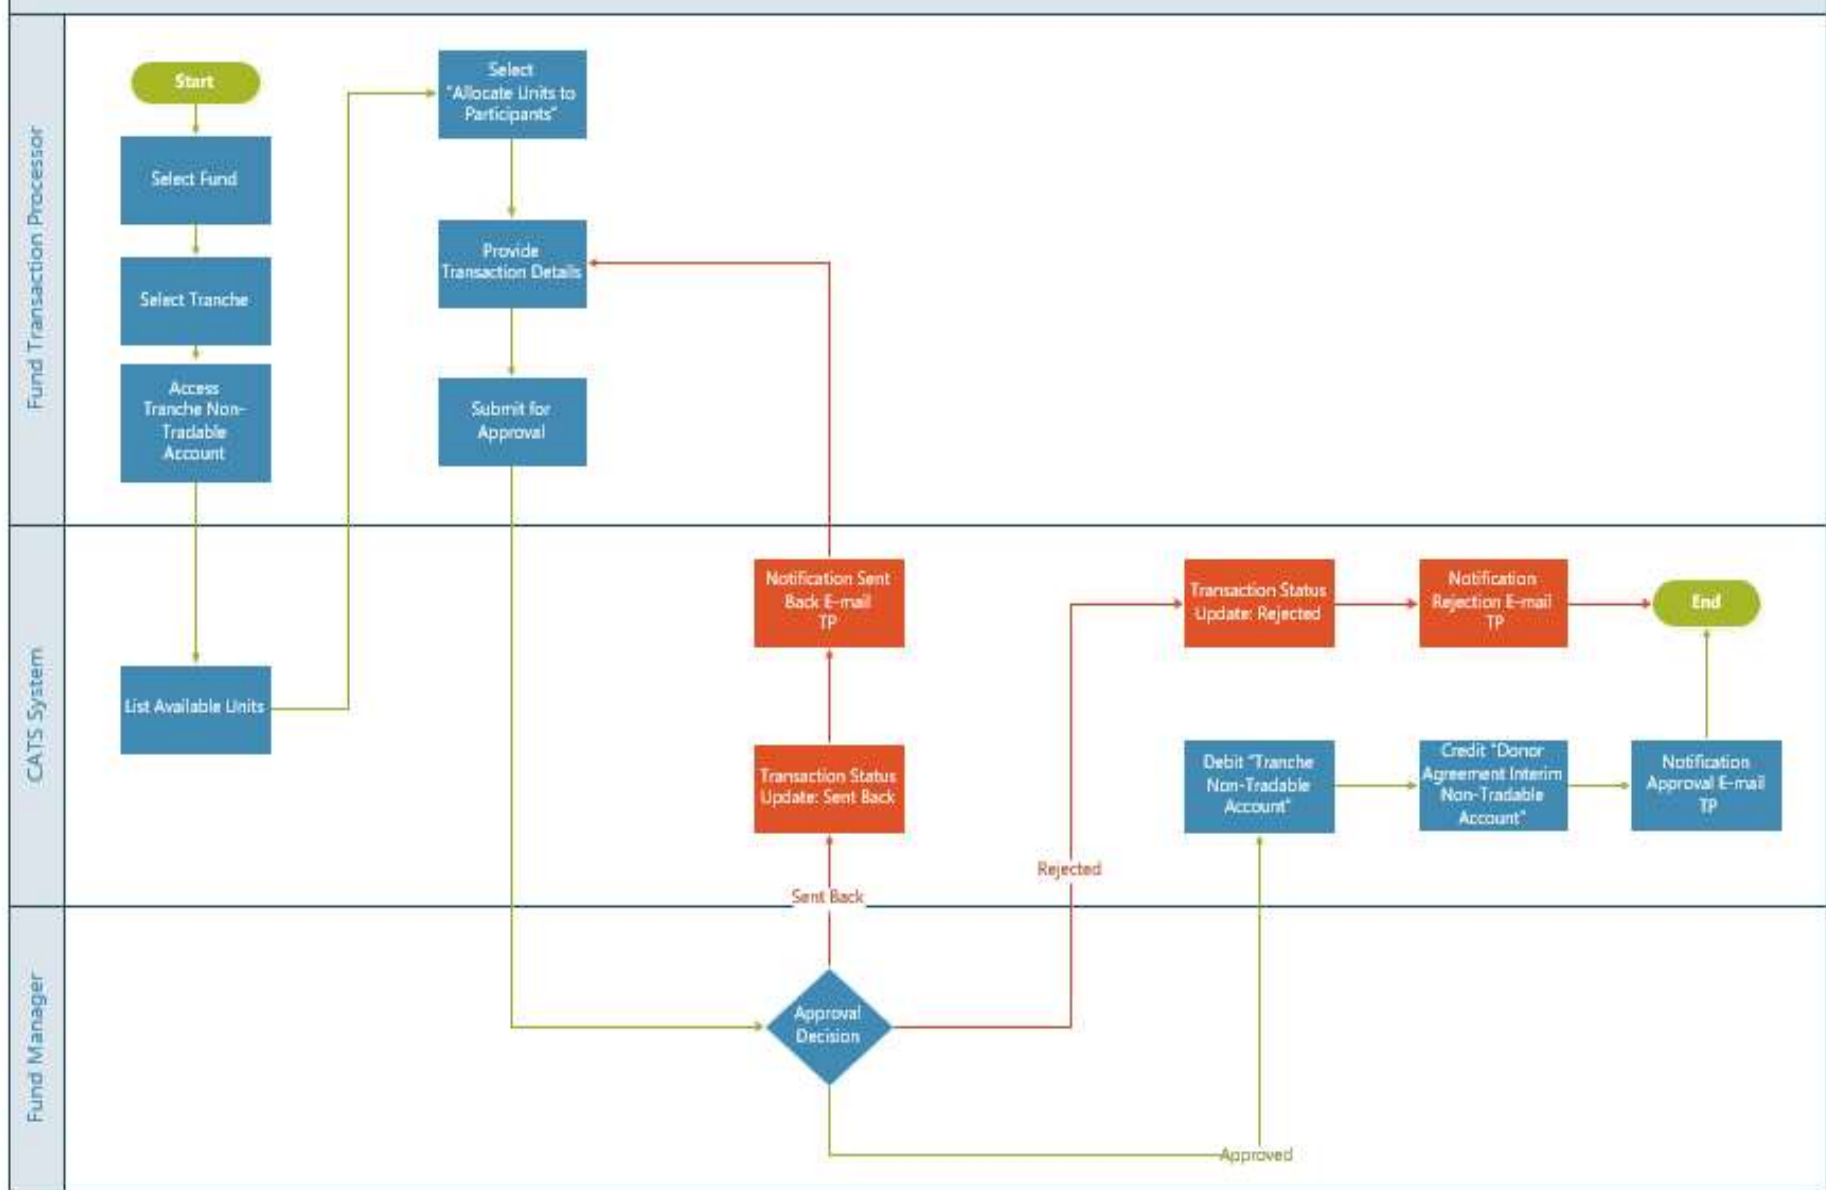 Fund Transaction Processor
Start
Select Fund
Select Tranche
Access
Tranche Non-
Tradable
Account
Select
"Allocate Units to
Participants"
Provide
Transaction Details
Submit for
Approval
CATS System
List Available Units
Notification Sent
Back E-mail
TP
Transaction Status
Update: Sent Back
Sent Back
Transaction Status
Update: Rejected
Notification
Rejection E-mail
TP
End
Debit "Tranche
Non-Tradable
Account"
Credit "Donor
Agreement Interim
Non-Tradable
Account"
Notification
Approval E-mail
TP
Rejected
Fund Manager
Approval
Decision
Approved